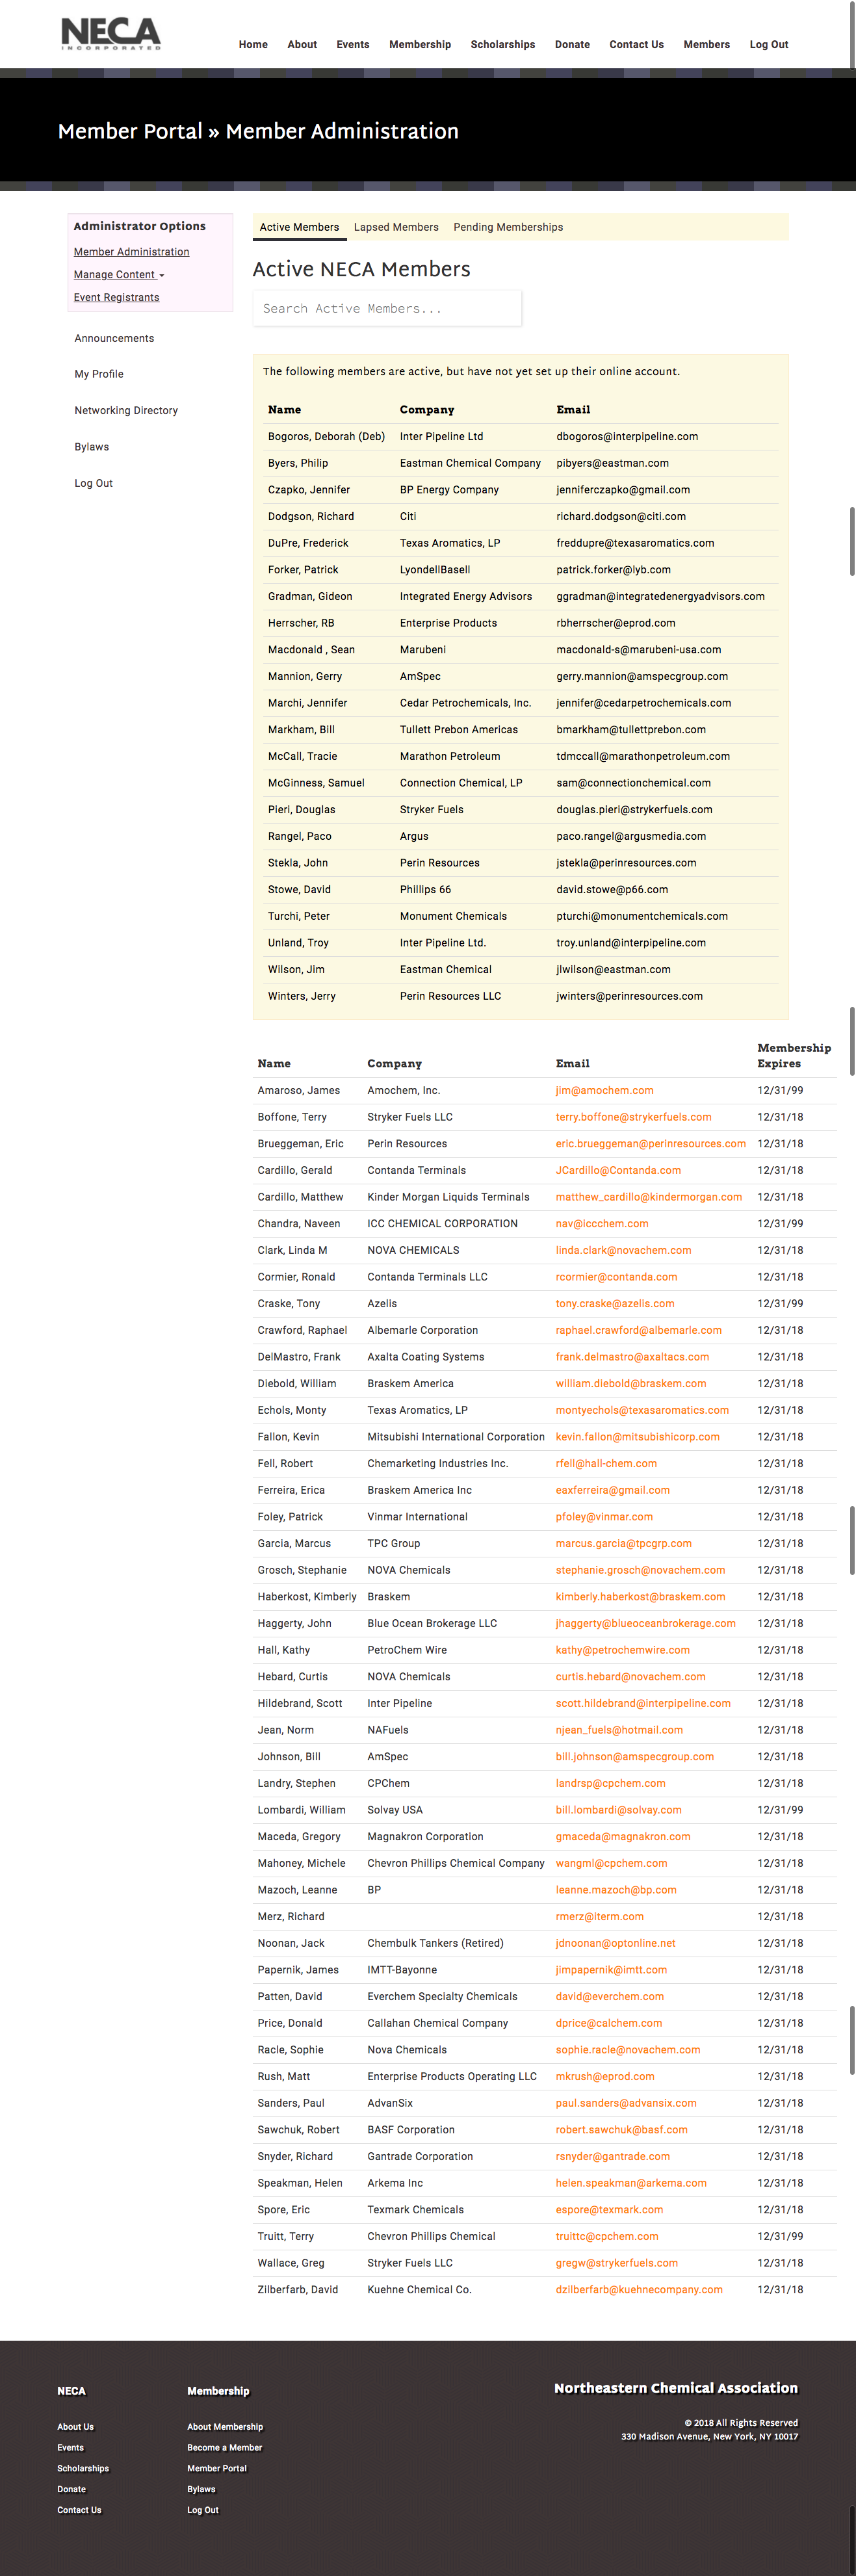 NECA
INCORPORATED
Home About Events Membership Scholarships Donate Contact Us Members Log Out
Member Portal » Member Administration
Administrator Options
Member Administration
Manage Content
Event Registrants
Announcements
My Profile
Networking Directory
Bylaws
Log Out
Active Members Lapsed Members Pending Memberships
Active NECA Members
Search Active Members...
The following members are active, but have not yet set up their online account.
Name Company Email
Bogoros, Deborah (Deb) Inter Pipeline Ltd dbogoros@interpipeline.com
Byers, Philip Eastman Chemical Company pibyers@eastman.com
Czapko, Jennifer BP Energy Company jenniferczapko@gmail.com
Dodgson, Richard Citi richard.dodgson@citi.com
DuPre, Frederick Texas Aromatics, LP freddupre@texasaromatics.com
Forker, Patrick LyondellBasell patrick.forker@lyb.com
Gradman, Gideon Integrated Energy Advisors ggradman@integratedenergyadvisors.com
Herrscher, RB Enterprise Products rbherrscher@eprod.com
Macdonald , Sean Marubeni macdonald-s@marubeni-usa.com
Mannion, Gerry AmSpec gerry.mannion@amspecgroup.com
Marchi, Jennifer Cedar Petrochemicals, Inc. jennifer@cedarpetrochemicals.com
Markham, Bill Tullett Prebon Americas bmarkham@tullettprebon.com
McCall, Tracie Marathon Petroleum tdmccall@marathonpetroleum.com
McGinness, Samuel Connection Chemical, LP sam@connectionchemical.com
Pieri, Douglas Stryker Fuels douglas.pieri@strykerfuels.com
Rangel, Paco Argus paco.rangel@argusmedia.com
Stekla, John Perin Resources jstekla@perinresources.com
Stowe, David Phillips 66 david.stowe@p66.com
Turchi, Peter Monument Chemicals pturchi@monumentchemicals.com
Unland, Troy Inter Pipeline Ltd. troy.unland@interpipeline.com
Wilson, Jim Eastman Chemical jlwilson@eastman.com
Winters, Jerry Perin Resources LLC jwinters@perinresources.com
Name Company Email Membership Expires
Amaroso, James Amochem, Inc. jim@amochem.com 12/31/99
Boffone, Terry Stryker Fuels LLC terry.boffone@strykerfuels.com 12/31/18
Brueggeman, Eric Perin Resources eric.brueggeman@perinresources.com 12/31/18
Cardillo, Gerald Contanda Terminals JCardillo@Contanda.com 12/31/18
Cardillo, Matthew Kinder Morgan Liquids Terminals matthew_cardillo@kindermorgan.com 12/31/18
Chandra, Naveen ICC CHEMICAL CORPORATION nav@iccchem.com 12/31/99
Clark, Linda M NOVA CHEMICALS linda.clark@novachem.com 12/31/18
Cormier, Ronald Contanda Terminals LLC rcormier@contanda.com 12/31/18
Craske, Tony Azelis tony.craske@azelis.com 12/31/99
Crawford, Raphael Albemarle Corporation raphael.crawford@albemarle.com 12/31/18
DelMastro, Frank Axalta Coating Systems frank.delmastro@axaltacs.com 12/31/18
Diebold, William Braskem America william.diebold@braskem.com 12/31/18
Echols, Monty Texas Aromatics, LP montyechols@texasaromatics.com 12/31/18
Fallon, Kevin Mitsubishi International Corporation kevin.fallon@mitsubishicorp.com 12/31/18
Fell, Robert Chemarketing Industries Inc. rfell@hall-chem.com 12/31/18
Ferreira, Erica Braskem America Inc eaxferreira@gmail.com 12/31/18
Foley, Patrick Vinmar International pfoley@vinmar.com 12/31/18
Garcia, Marcus TPC Group marcus.garcia@tpcgrp.com 12/31/18
Grosch, Stephanie NOVA Chemicals stephanie.grosch@novachem.com 12/31/18
Haberkost, Kimberly Braskem kimberly.haberkost@braskem.com 12/31/18
Haggerty, John Blue Ocean Brokerage LLC jhaggerty@blueoceanbrokerage.com 12/31/18
Hall, Kathy PetroChem Wire kathy@petrochemwire.com 12/31/18
Hebard, Curtis NOVA Chemicals curtis.hebard@novachem.com 12/31/18
Hildebrand, Scott Inter Pipeline scott.hildebrand@interpipeline.com 12/31/18
Jean, Norm NAFuels njean_fuels@hotmail.com 12/31/18
Johnson, Bill AmSpec bill.johnson@amspecgroup.com 12/31/18
Landry, Stephen CPChem landrsp@cpchem.com 12/31/18
Lombardi, William Solvay USA bill.lombardi@solvay.com 12/31/99
Maceda, Gregory Magnakron Corporation gmaceda@magnakron.com 12/31/18
Mahoney, Michele Chevron Phillips Chemical Company wangml@cpchem.com 12/31/18
Mazoch, Leanne BP leanne.mazoch@bp.com 12/31/18
Merz, Richard rmerz@iterm.com 12/31/18
Noonan, Jack Chembulk Tankers (Retired) jdnoonan@optonline.net 12/31/18
Papernik, James IMTT-Bayonne jimpapernik@imtt.com 12/31/18
Patten, David Everchem Specialty Chemicals david@everchem.com 12/31/18
Price, Donald Callahan Chemical Company dprice@calchem.com 12/31/18
Racle, Sophie Nova Chemicals sophie.racle@novachem.com 12/31/18
Rush, Matt Enterprise Products Operating LLC mkrush@eprod.com 12/31/18
Sanders, Paul AdvanSix paul.sanders@advansix.com 12/31/18
Sawchuk, Robert BASF Corporation robert.sawchuk@basf.com 12/31/18
Snyder, Richard Gantrade Corporation rsnyder@gantrade.com 12/31/18
Speakman, Helen Arkema Inc helen.speakman@arkema.com 12/31/18
Spore, Eric Texmark Chemicals espore@texmark.com 12/31/18
Truitt, Terry Chevron Phillips Chemical truittc@cpchem.com 12/31/99
Wallace, Greg Stryker Fuels LLC gregw@strykerfuels.com 12/31/18
Zilberfarb, David Kuehne Chemical Co. dzilberfarb@kuehnecompany.com 12/31/18
NECA
About Us
Events
Scholarships
Donate
Contact Us
Membership
About Membership
Become a Member
Member Portal
Bylaws
Log Out
Northeastern Chemical Association
© 2018 All Rights Reserved
330 Madison Avenue, New York, NY 10017